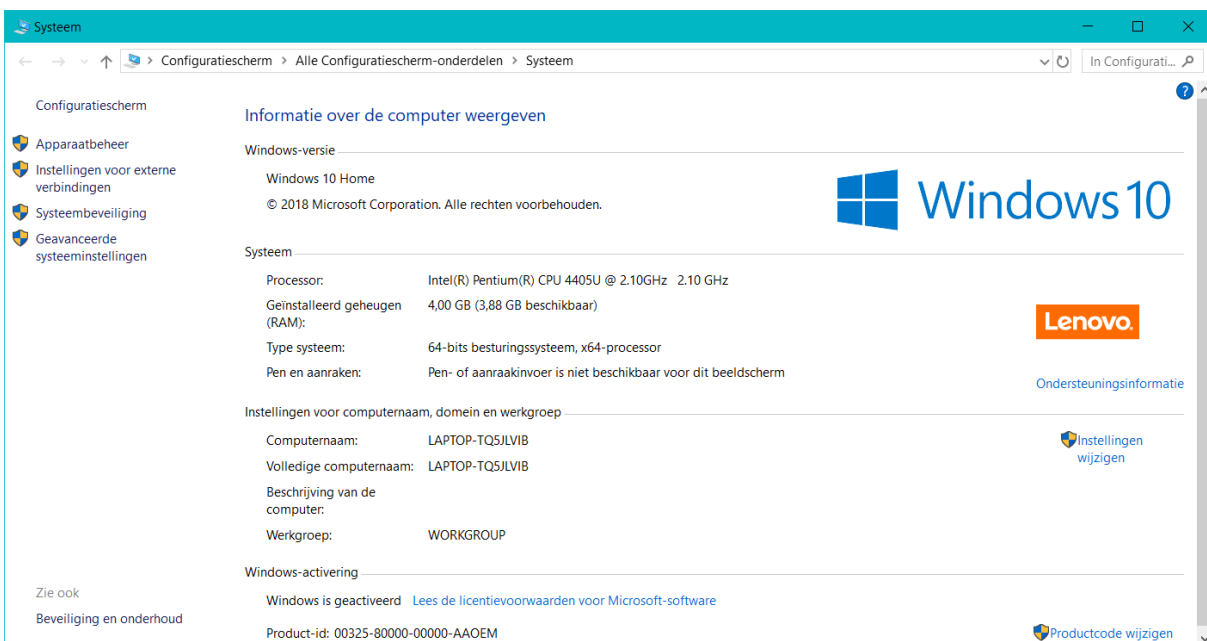 Systeem
Configuratiescherm > Alle Configuratiescherm-onderdelen > Systeem
In Configurati...
?
Configuratiescherm
Apparaatbeheer
Instellingen voor externe
verbindingen
Systeembeveiliging
Geavanceerde
systeeminstellingen
Informatie over de computer weergeven
Windows-versie
Windows 10 Home
© 2018 Microsoft Corporation. Alle rechten voorbehouden.
Windows 10
Systeem
Processor: Intel(R) Pentium(R) CPU 4405U @ 2.10GHz 2.10 GHz
Geïnstalleerd geheugen
(RAM): 4,00 GB (3,88 GB beschikbaar)
Type systeem: 64-bits besturingssysteem, x64-processor
Pen en aanraken: Pen- of aanraakinvoer is niet beschikbaar voor dit beeldscherm
Lenovo.
Ondersteuningsinformatie
Instellingen voor computernaam, domein en werkgroep
Computernaam: LAPTOP-TQ5JLVIB
Volledige computernaam: LAPTOP-TQ5JLVIB
Beschrijving van de
computer:
Werkgroep: WORKGROUP
Instellingen
wijzigen
Windows-activering
Windows is geactiveerd Lees de licentievoorwaarden voor Microsoft-software
Product-id: 00325-80000-00000-AAOEM
Productcode wijzigen
Zie ook
Beveiliging en onderhoud